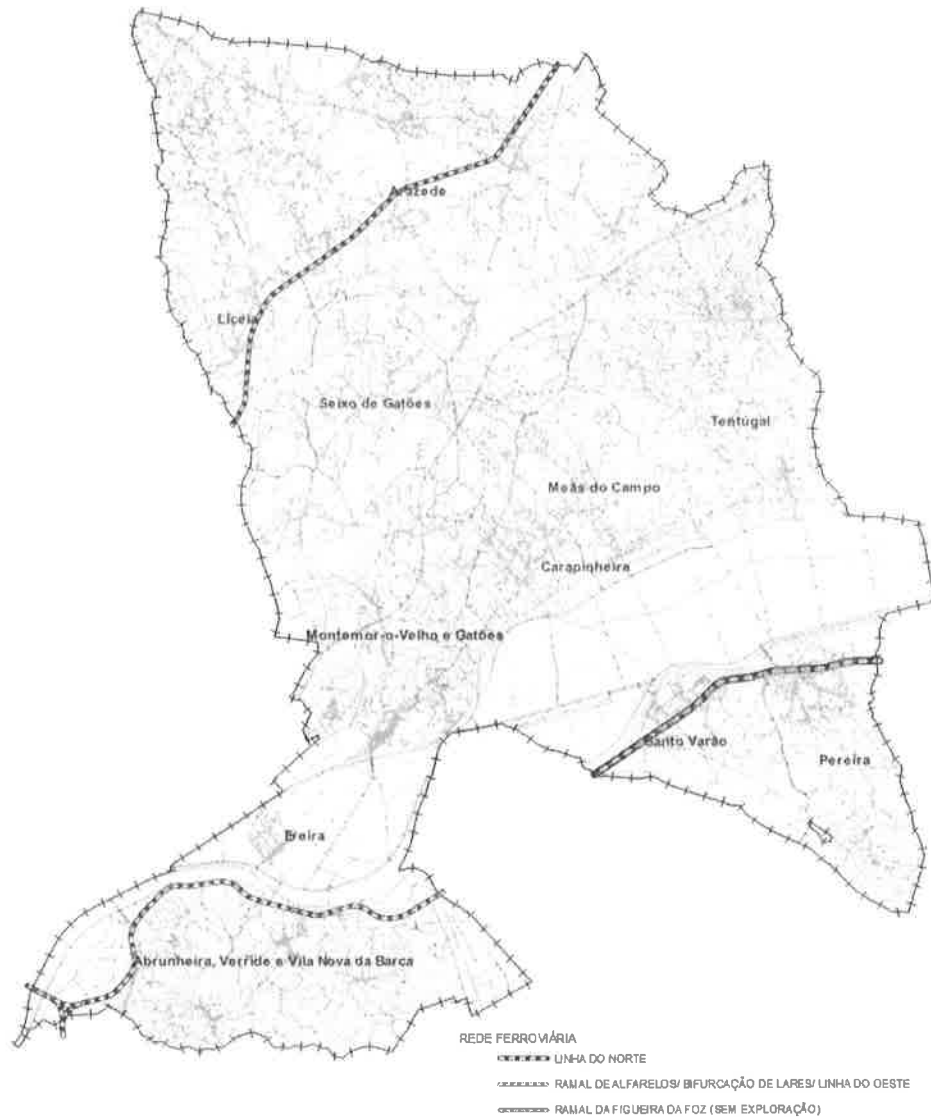 Arazede
Liceia
Seixo de Gatões
Tentúgal
Meãs do Campo
Carapinheira
Montemor-o-Velho e Gatões
Santo Varão
Pereira
Ereira
Abrunheira, Verride e Vila Nova da Barca
REDE FERROVIÁRIA
LINHA DO NORTE
RAMAL DE ALFARELOS/ BIFURCAÇÃO DE LARES/ LINHA DO OESTE
RAMAL DA FIGUEIRA DA FOZ (SEM EXPLORAÇÃO)